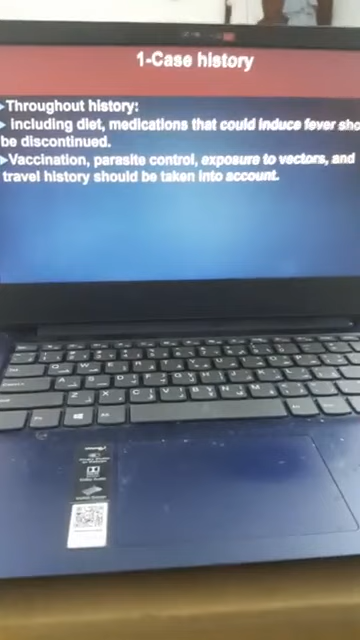 1-Case history
Throughout history:
including diet, medications that could induce fever sho
be discontinued.
Vaccination, parasite control, exposure to vectors, and
travel history should be taken into account.